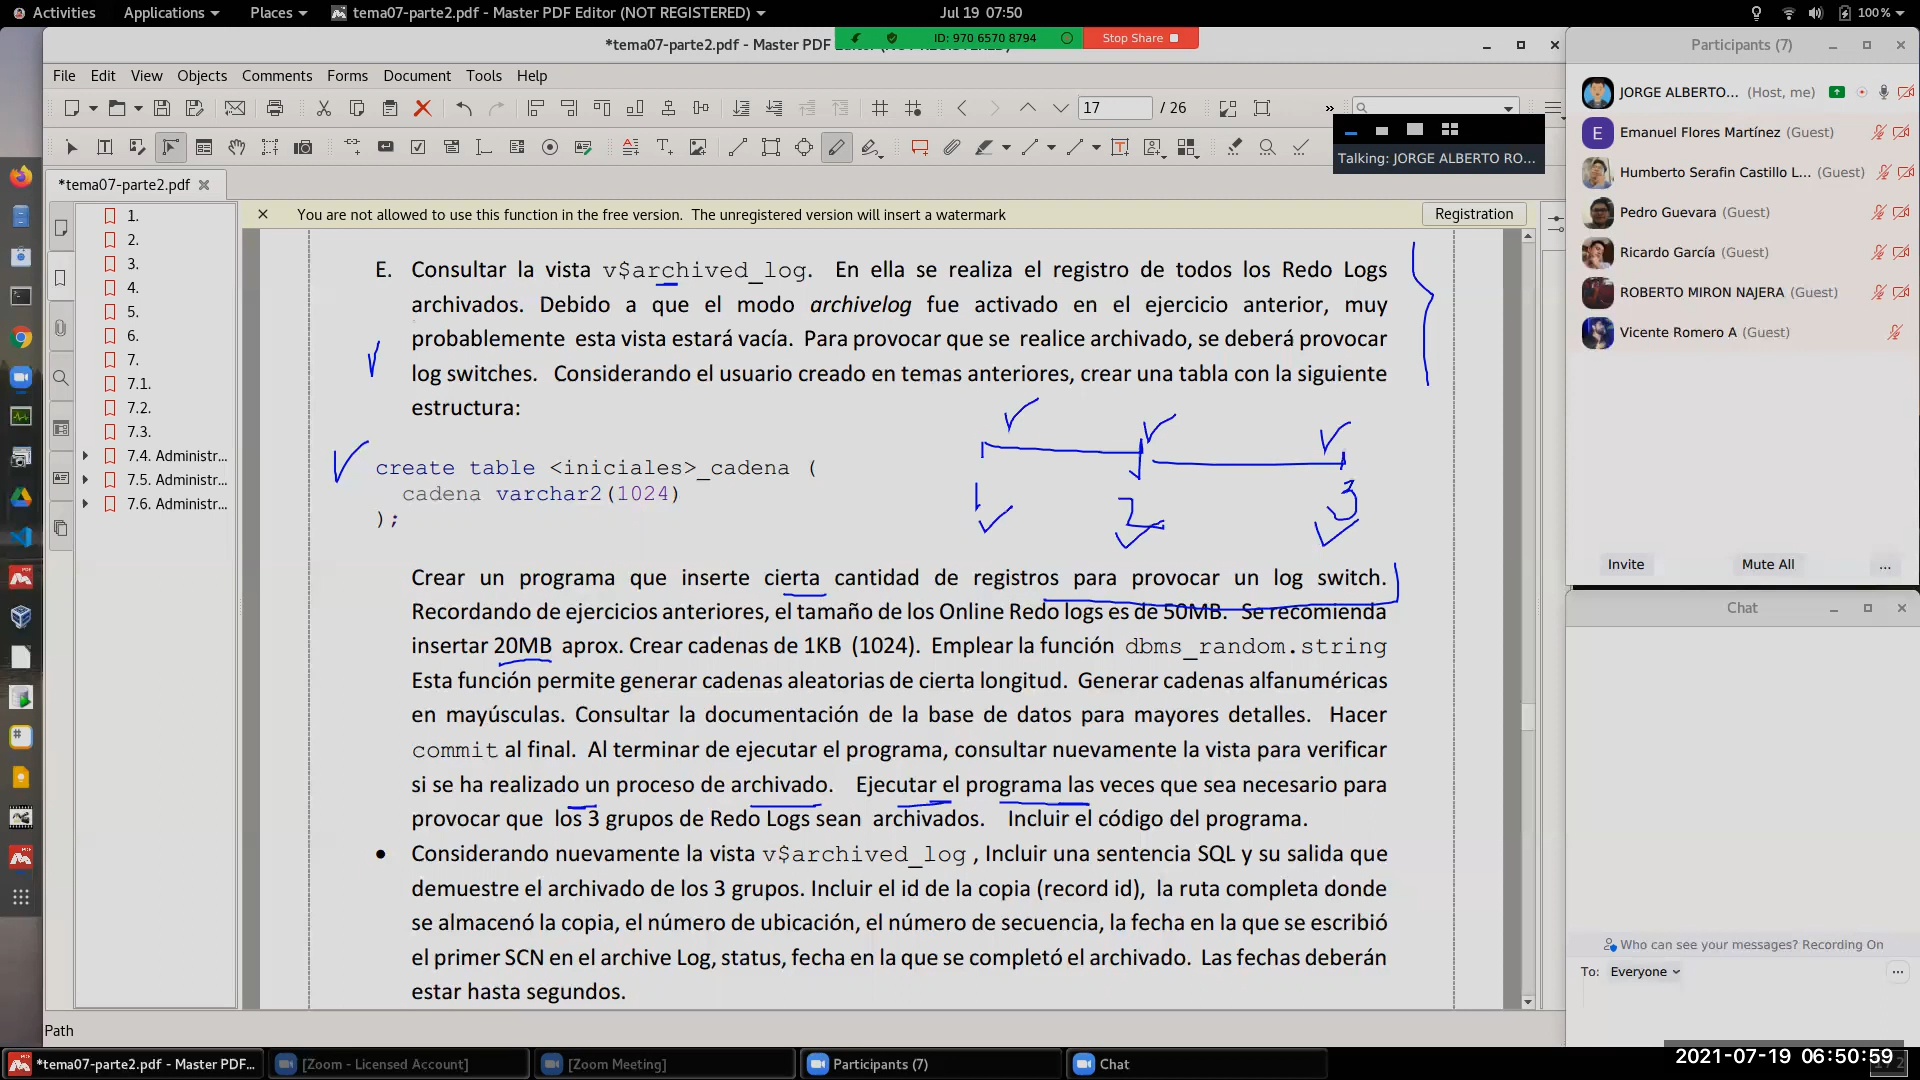 Activities Applications Places tema07-parte2.pdf - Master PDF Editor (NOT REGISTERED) Jul 19 07:50 100%
*tema07-parte2.pdf - Master PDF
ID: 970 6570 8794 Stop Share
File Edit View Objects Comments Forms Document Tools Help
17 / 26
Talking: JORGE ALBERTO RO...
*tema07-parte2.pdf
You are not allowed to use this function in the free version. The unregistered version will insert a watermark
Registration
1.
2.
3.
4.
5.
6.
7.
7.1.
7.2.
7.3.
7.4. Administr...
7.5. Administr...
7.6. Administr...
E. Consultar la vista v$archived_log. En ella se realiza el registro de todos los Redo Logs
archivados. Debido a que el modo archivelog fue activado en el ejercicio anterior, muy
probablemente esta vista estará vacía. Para provocar que se realice archivado, se deberá provocar
log switches. Considerando el usuario creado en temas anteriores, crear una tabla con la siguiente
estructura:
create table <iniciales>_cadena (
cadena varchar2(1024)
);
1 2 3
Crear un programa que inserte cierta cantidad de registros para provocar un log switch.
Recordando de ejercicios anteriores, el tamaño de los Online Redo logs es de 50MB. Se recomienda
insertar 20MB aprox. Crear cadenas de 1KB (1024). Emplear la función dbms_random.string
Esta función permite generar cadenas aleatorias de cierta longitud. Generar cadenas alfanuméricas
en mayúsculas. Consultar la documentación de la base de datos para mayores detalles. Hacer
commit al final. Al terminar de ejecutar el programa, consultar nuevamente la vista para verificar
si se ha realizado un proceso de archivado. Ejecutar el programa las veces que sea necesario para
provocar que los 3 grupos de Redo Logs sean archivados. Incluir el código del programa.
• Considerando nuevamente la vista v$archived_log , Incluir una sentencia SQL y su salida que
demuestre el archivado de los 3 grupos. Incluir el id de la copia (record id), la ruta completa donde
se almacenó la copia, el número de ubicación, el número de secuencia, la fecha en la que se escribió
el primer SCN en el archive Log, status, fecha en la que se completó el archivado. Las fechas deberán
estar hasta segundos.
Path
Participants (7)
JORGE ALBERTO... (Host, me)
E Emanuel Flores Martínez (Guest)
Humberto Serafin Castillo L... (Guest)
Pedro Guevara (Guest)
Ricardo García (Guest)
ROBERTO MIRON NAJERA (Guest)
Vicente Romero A (Guest)
Invite Mute All ...
Chat
Who can see your messages? Recording On
To: Everyone
*tema07-parte2.pdf - Master PDF... [Zoom - Licensed Account] [Zoom Meeting] Participants (7) Chat
2021-07-19 06:50:59